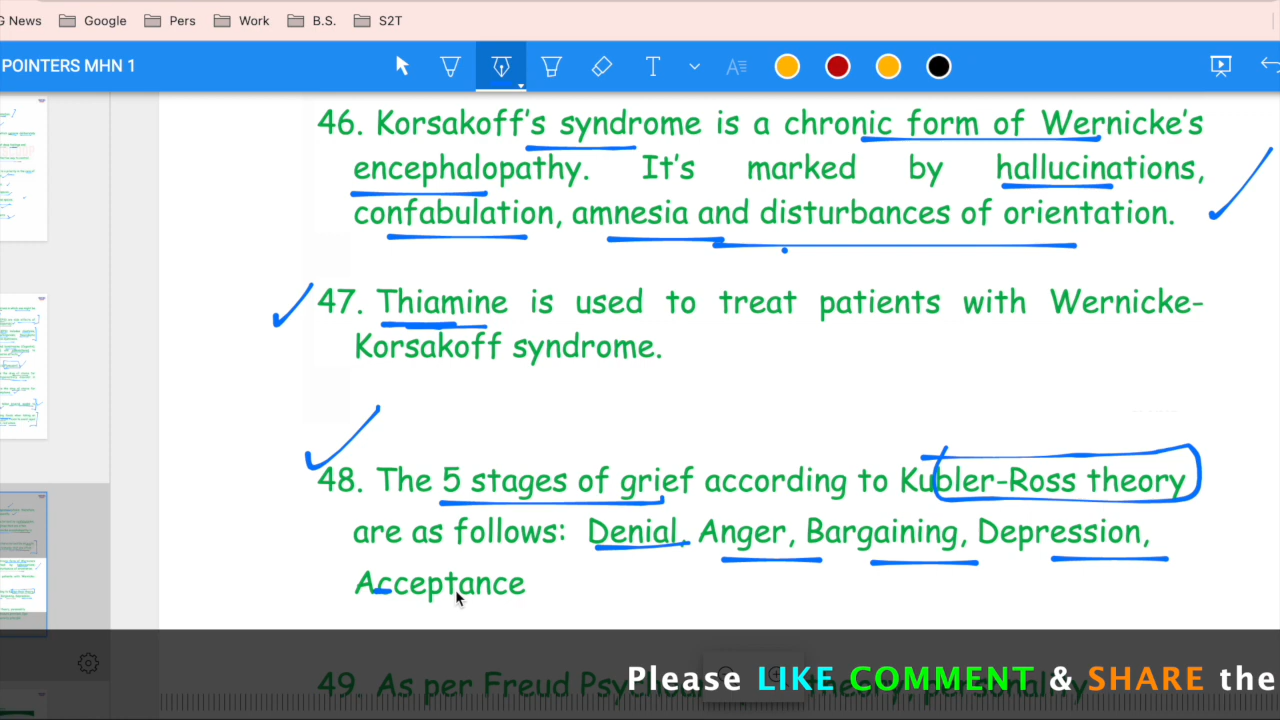 G News Google Pers Work B.S. S2T
POINTERS MHN 1
46. Korsakoff's syndrome is a chronic form of Wernicke's
encephalopathy. It's marked by hallucinations,
confabulation, amnesia and disturbances of orientation.
47. Thiamine is used to treat patients with Wernicke-
Korsakoff syndrome.
48. The 5 stages of grief according to Kubler-Ross theory
are as follows: Denial, Anger, Bargaining, Depression,
Acceptance
49. As per Freud personality
Please LIKE COMMENT & SHARE the